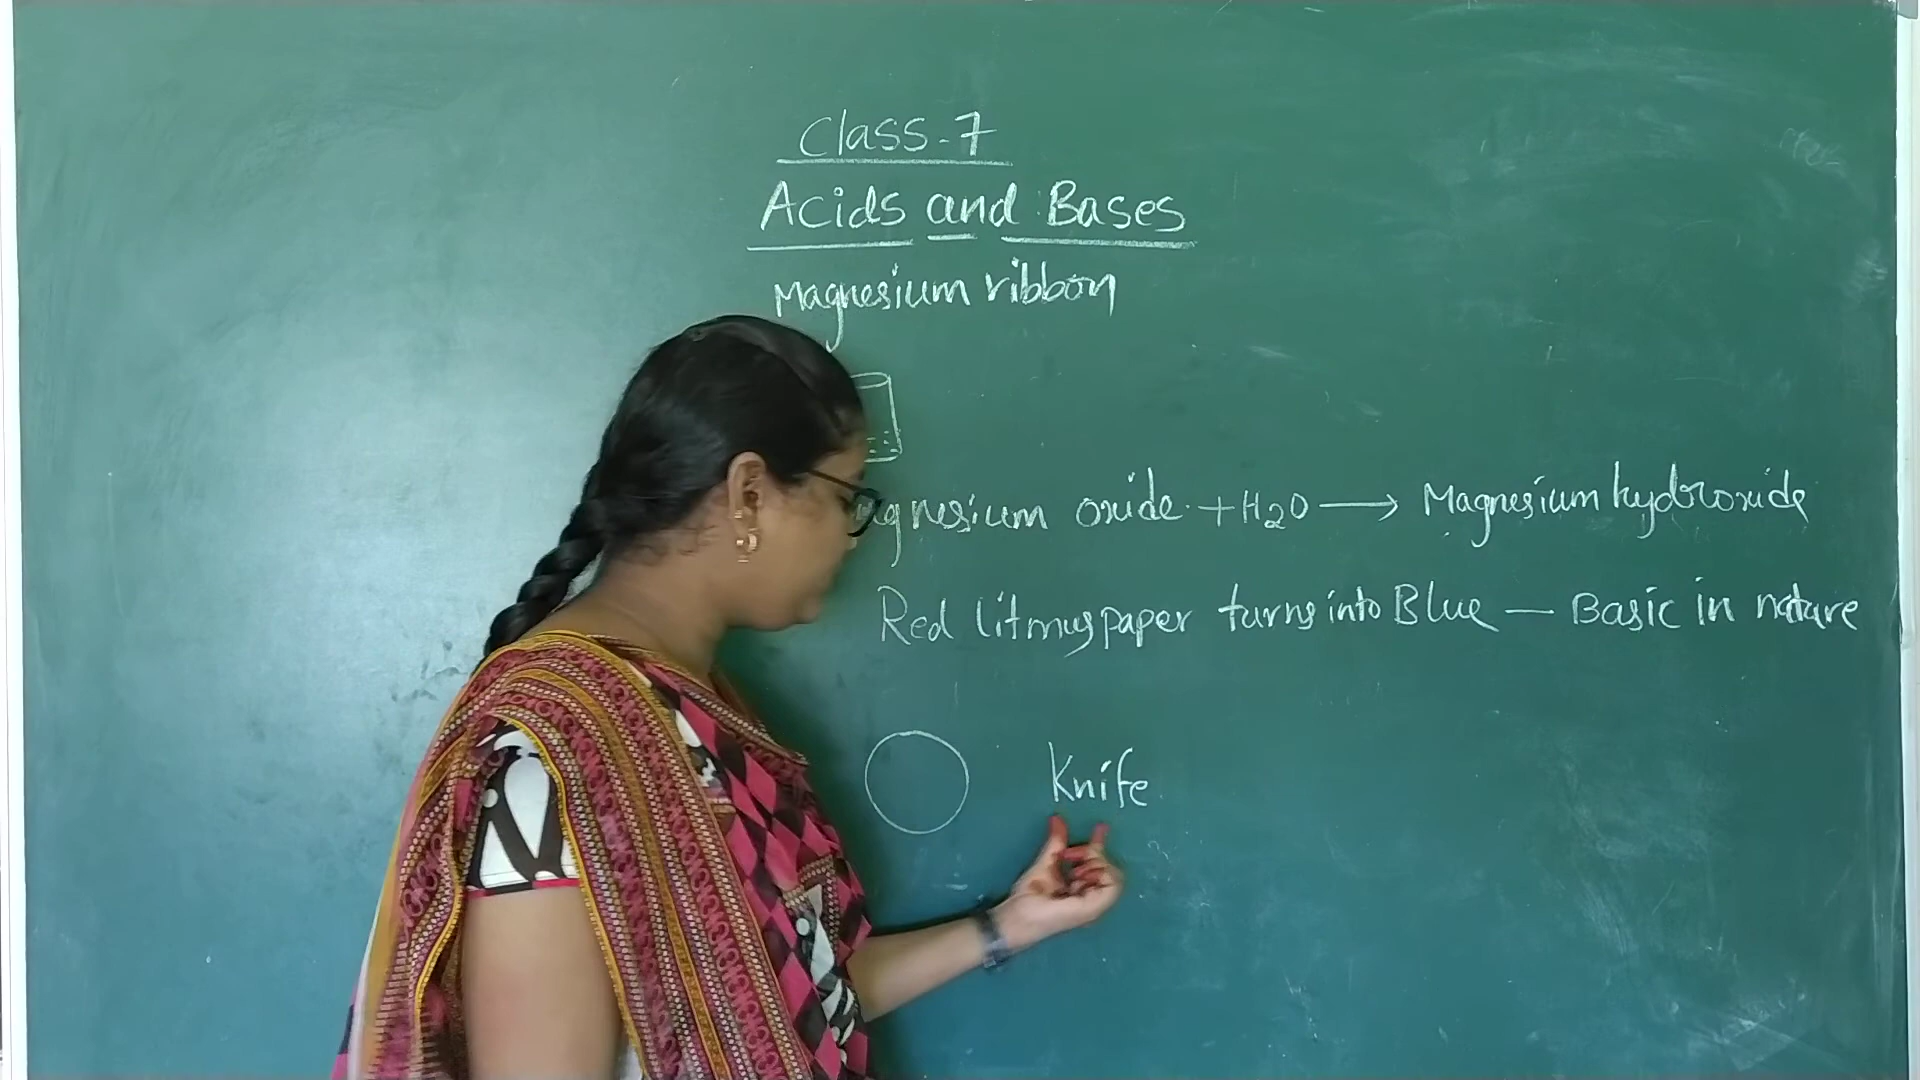 Class-7
Acids and Bases
Magnesium ribbon
gnesium oxide + H2O → Magnesium hydroxide
Red litmus paper turns into Blue — Basic in nature
Knife